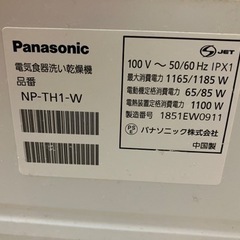 Panasonic
電気食器洗い乾燥機
品番
NP-TH1-W
JET
100 V ～ 50/60 Hz IPX1
最大消費電力 1165/1185 W
電動機定格消費電力 65/85 W
電熱装置定格消費電力 1100 W
製造番号 1851EW0911
PS E
パナソニック株式会社
中国製